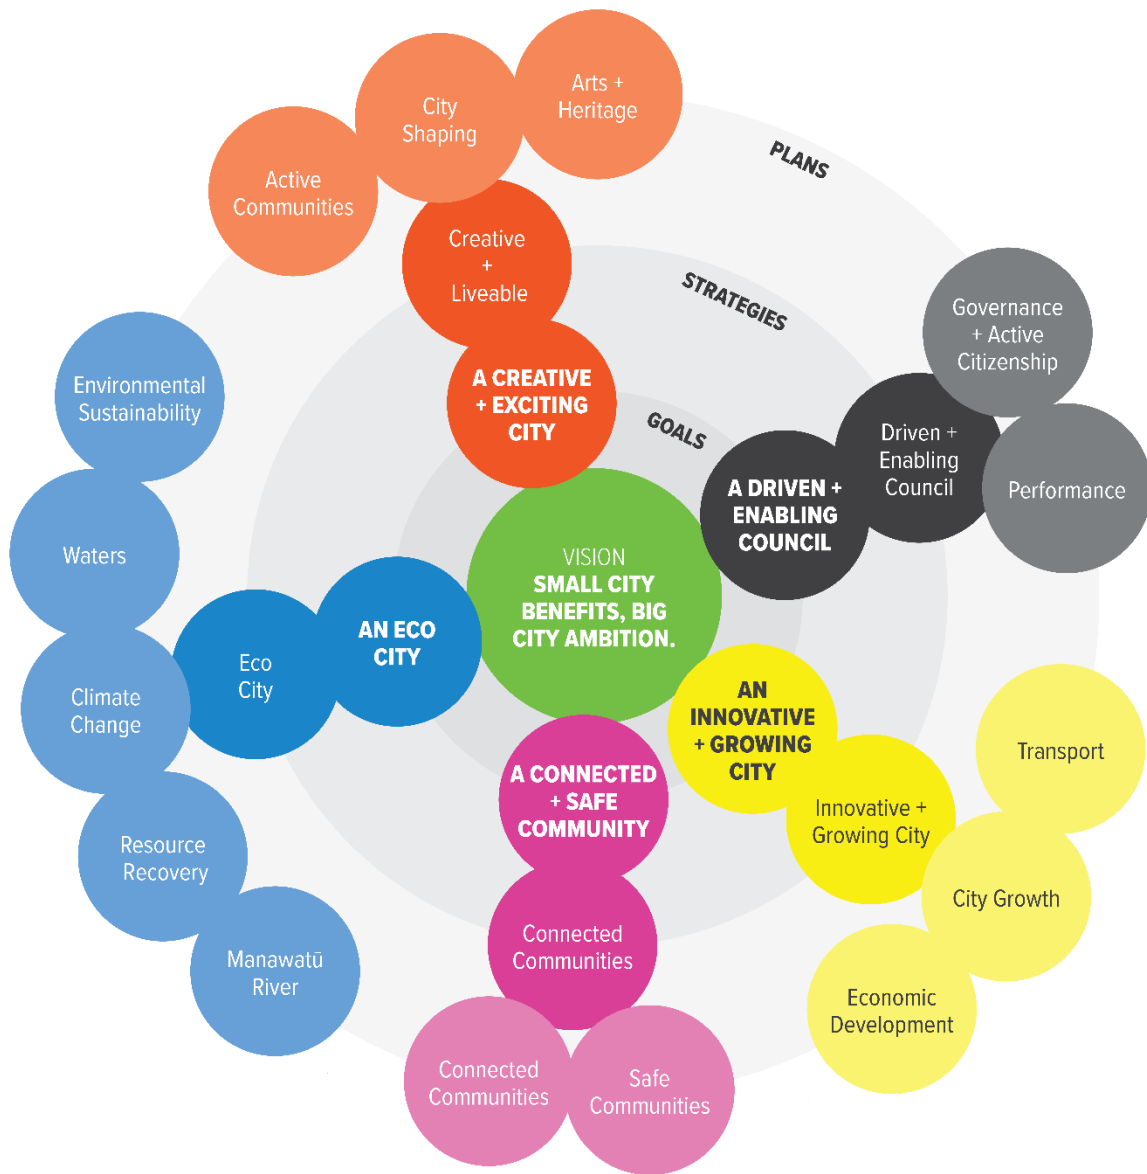 Arts +
Heritage
City
Shaping
Active
Communities
PLANS
Creative
+
Liveable
STRATEGIES
Governance
+ Active
Citizenship
A CREATIVE
+ EXCITING
CITY
GOALS
Driven +
Enabling
Council
Performance
A DRIVEN +
ENABLING
COUNCIL
Environmental
Sustainability
Waters
VISION
SMALL CITY
BENEFITS, BIG
CITY AMBITION.
AN ECO
CITY
Eco
City
Climate
Change
AN
INNOVATIVE
+ GROWING
CITY
Transport
A CONNECTED
+ SAFE
COMMUNITY
Innovative +
Growing City
Resource
Recovery
City Growth
Manawatū
River
Connected
Communities
Economic
Development
Connected
Communities
Safe
Communities